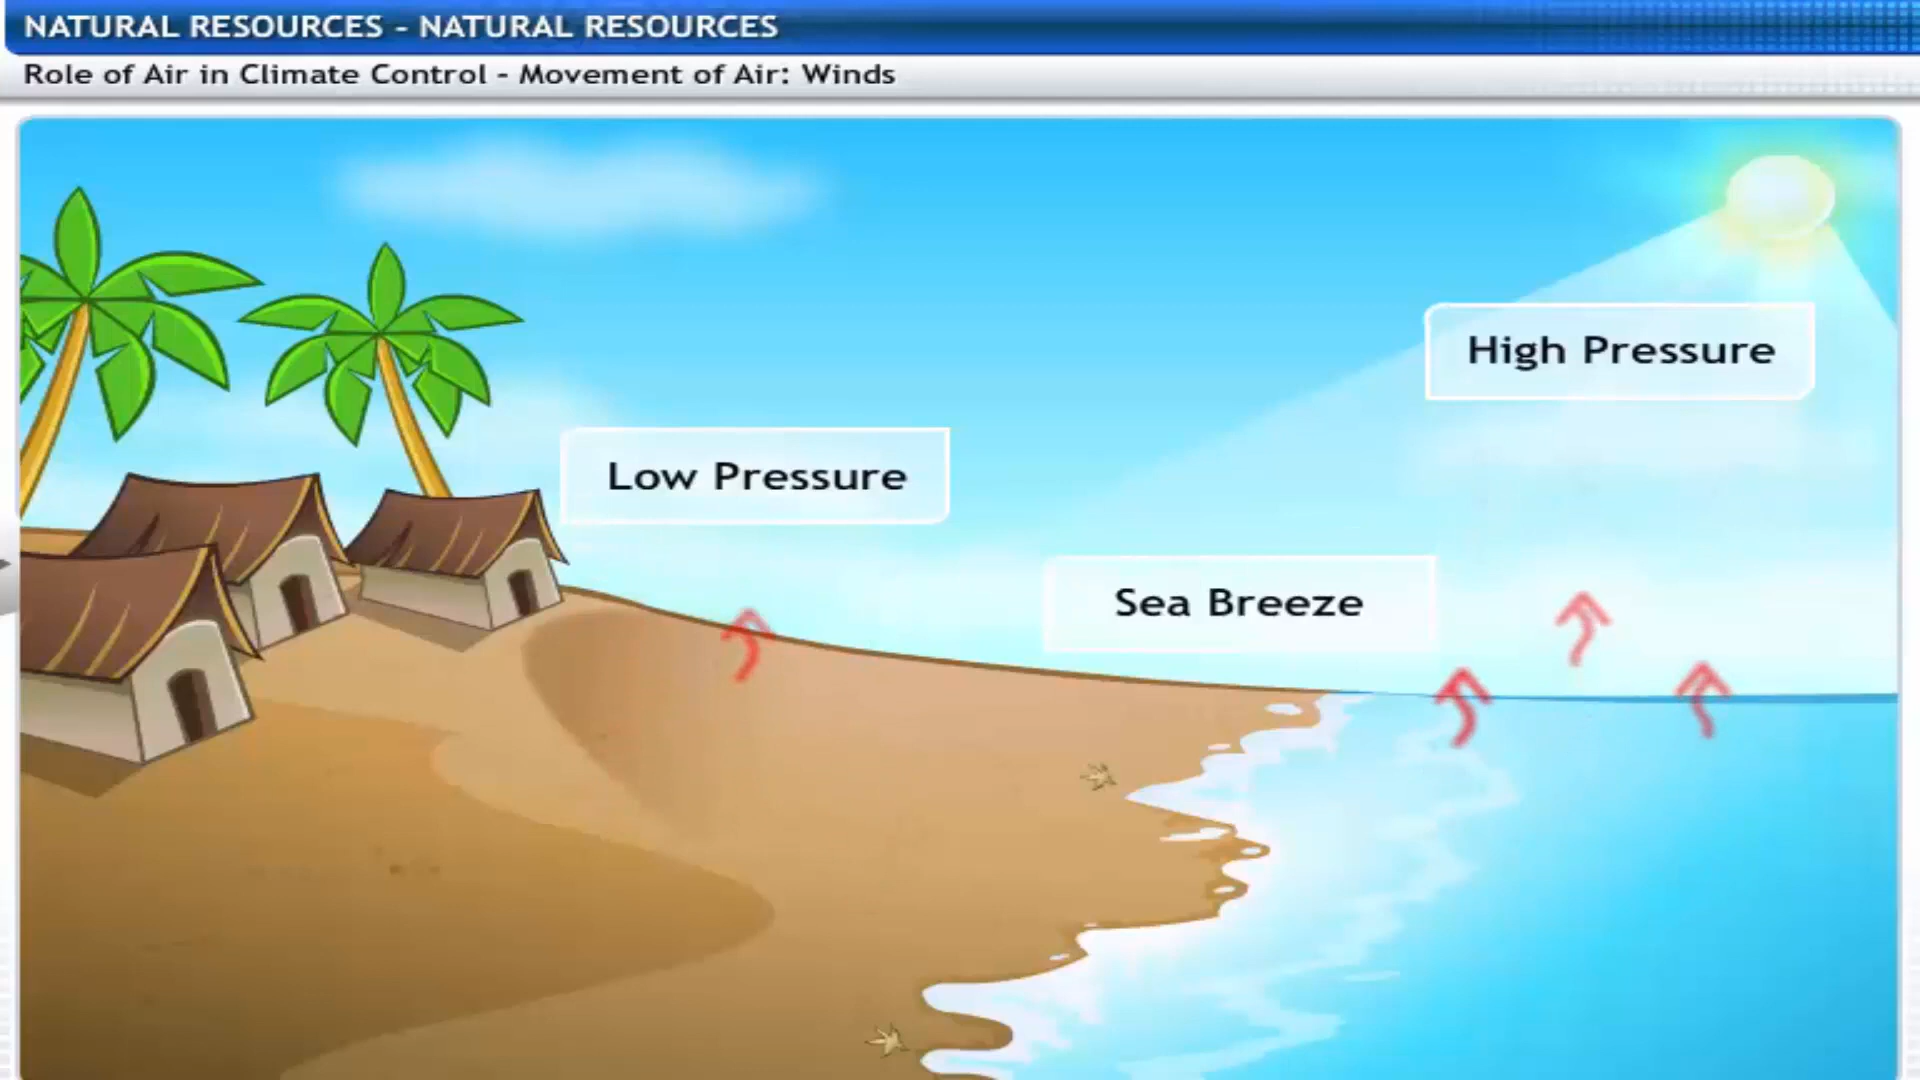 NATURAL RESOURCES - NATURAL RESOURCES
Role of Air in Climate Control - Movement of Air: Winds
High Pressure
Low Pressure
Sea Breeze